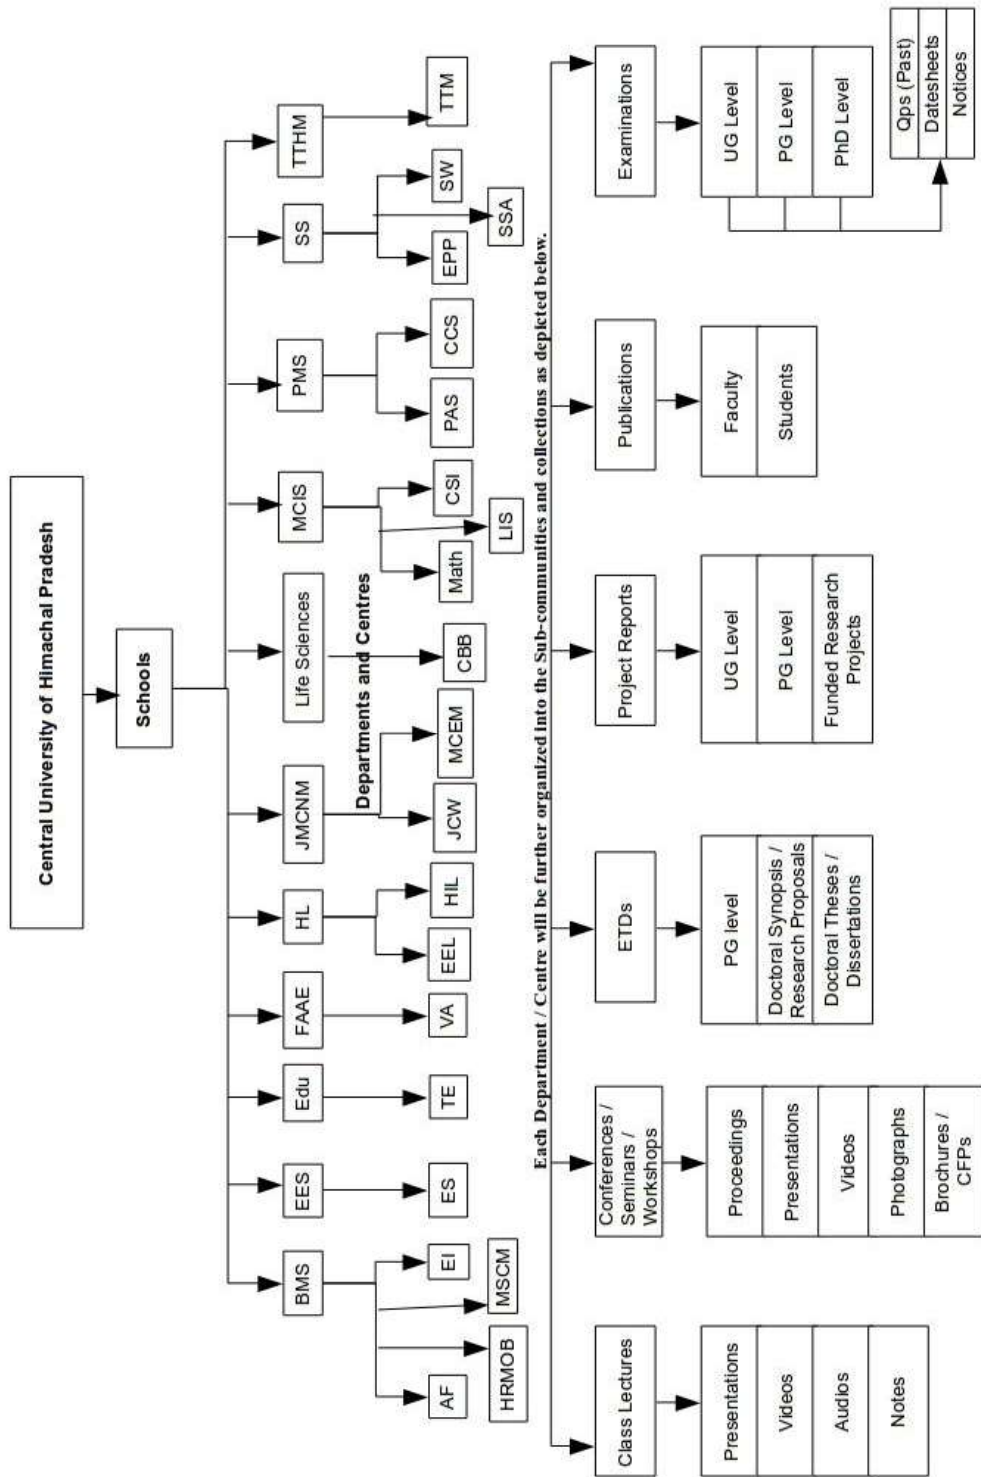 Central University of Himachal Pradesh
Schools
BMS
EES
Edu
FAAE
HL
JMCNM
Life Sciences
MCIS
PMS
SS
TTHM
Departments and Centres
AF
EI
ES
TE
VA
EEL
HIL
JCW
MCEM
CBB
Math
CSI
PAS
CCS
EPP
SW
TTM
HRMOB
MSCM
LIS
SSA
Each Department / Centre will be further organized into the Sub-communities and collections as depicted below.
Class Lectures
Presentations
Videos
Audios
Notes
Conferences /
Seminars /
Workshops
Proceedings
Presentations
Videos
Photographs
Brochures /
CFPs
ETDs
PG level
Doctoral Synopsis /
Research Proposals
Doctoral Theses /
Dissertations
Project Reports
UG Level
PG Level
Funded Research
Projects
Publications
Faculty
Students
Examinations
UG Level
PG Level
PhD Level
Qps (Past)
Datesheets
Notices